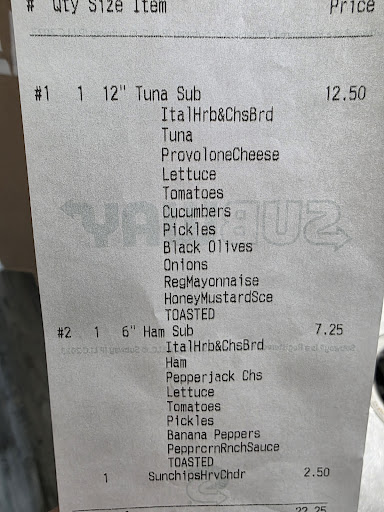 # Qty Size Item Price
#1 1 12" Tuna Sub 12.50
ItalHrb&ChsBrd
Tuna
ProvoloneCheese
Lettuce
Tomatoes
Cucumbers
Pickles
Black Olives
Onions
RegMayonnaise
HoneyMustardSce
TOASTED
#2 1 6" Ham Sub 7.25
ItalHrb&ChsBrd
Ham
Pepperjack Chs
Lettuce
Tomatoes
Pickles
Banana Peppers
PepprcrnRnchSauce
TOASTED
1 SunchipsHrvChdr 2.50
22.25